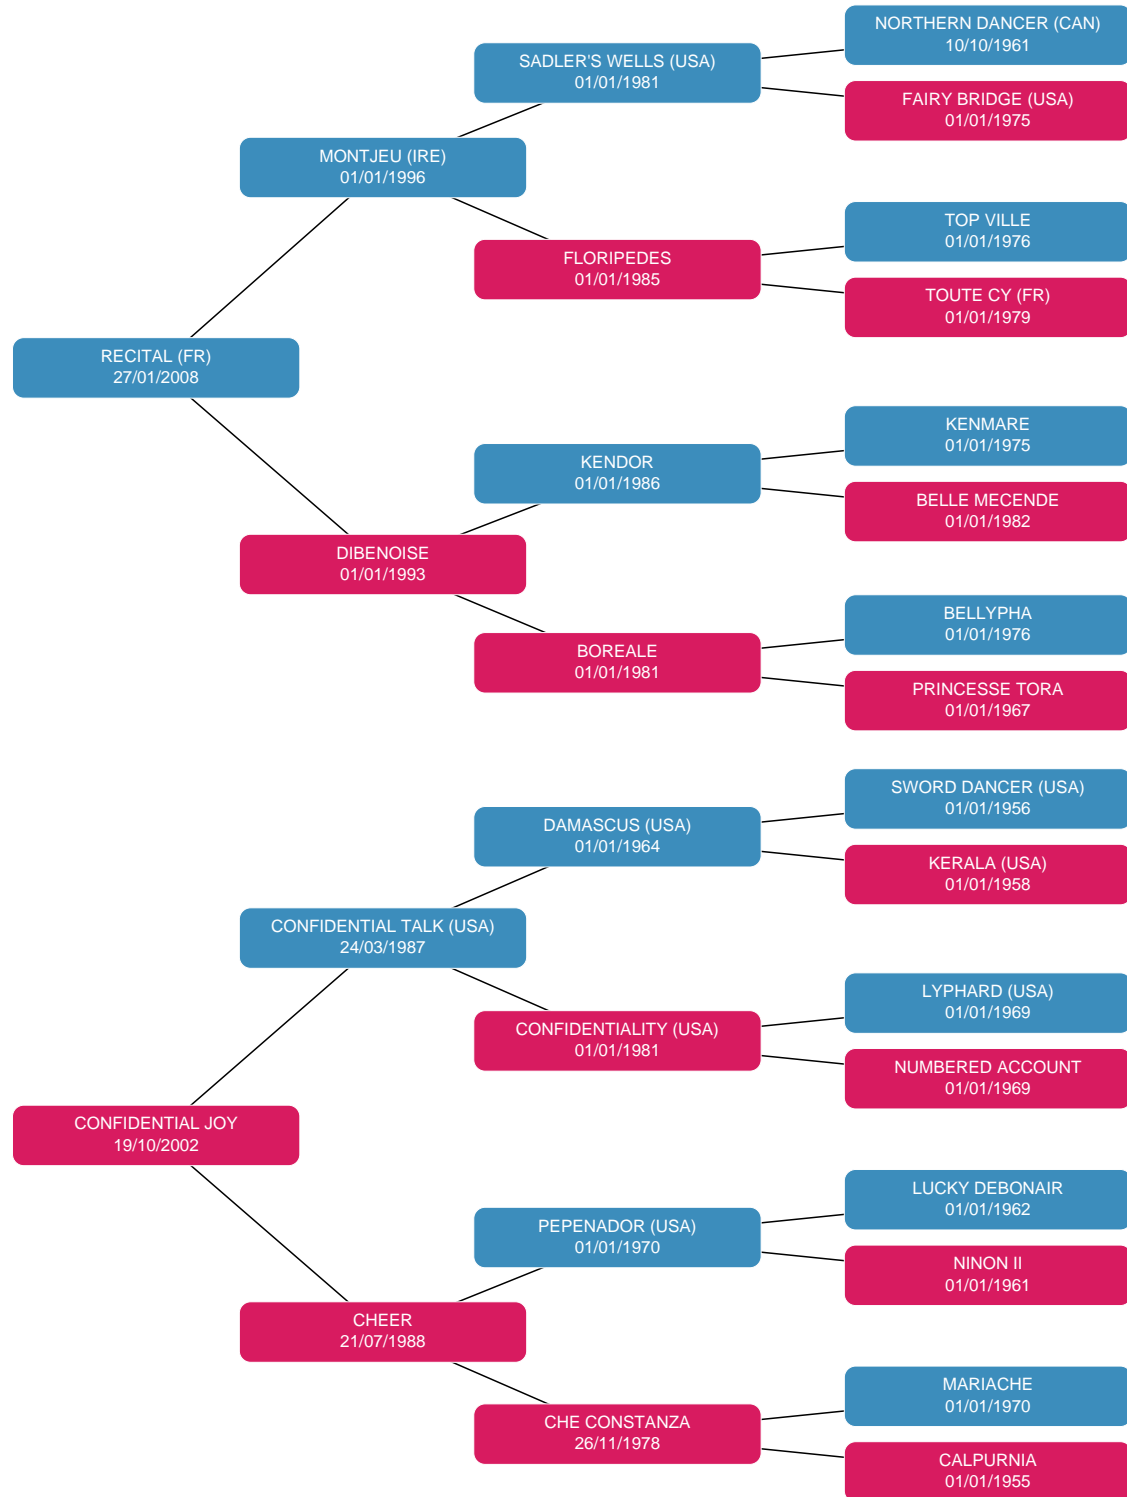 NORTHERN DANCER (CAN)
10/10/1961
SADLER'S WELLS (USA)
01/01/1981
FAIRY BRIDGE (USA)
01/01/1975
MONTJEU (IRE)
01/01/1996
TOP VILLE
01/01/1976
FLORIPEDES
01/01/1985
TOUTE CY (FR)
01/01/1979
RECITAL (FR)
27/01/2008
KENMARE
01/01/1975
KENDOR
01/01/1986
BELLE MECENDE
01/01/1982
DIBENOISE
01/01/1993
BELLYPHA
01/01/1976
BOREALE
01/01/1981
PRINCESSE TORA
01/01/1967
SWORD DANCER (USA)
01/01/1956
DAMASCUS (USA)
01/01/1964
KERALA (USA)
01/01/1958
CONFIDENTIAL TALK (USA)
24/03/1987
LYPHARD (USA)
01/01/1969
CONFIDENTIALITY (USA)
01/01/1981
NUMBERED ACCOUNT
01/01/1969
CONFIDENTIAL JOY
19/10/2002
LUCKY DEBONAIR
01/01/1962
PEPENADOR (USA)
01/01/1970
NINON II
01/01/1961
CHEER
21/07/1988
MARIACHE
01/01/1970
CHE CONSTANZA
26/11/1978
CALPURNIA
01/01/1955